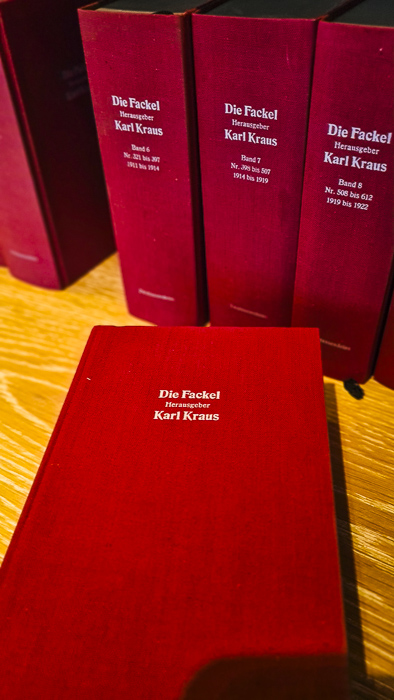 Die Fackel
Herausgeber
Karl Kraus
Band 6
Nr. 321 bis 397
1911 bis 1914
Die Fackel
Herausgeber
Karl Kraus
Band 7
Nr. 398 bis 507
1914 bis 1919
Die Fackel
Herausgeber
Karl Kraus
Band 8
Nr. 508 bis 612
1919 bis 1922
Die Fackel
Herausgeber
Karl Kraus